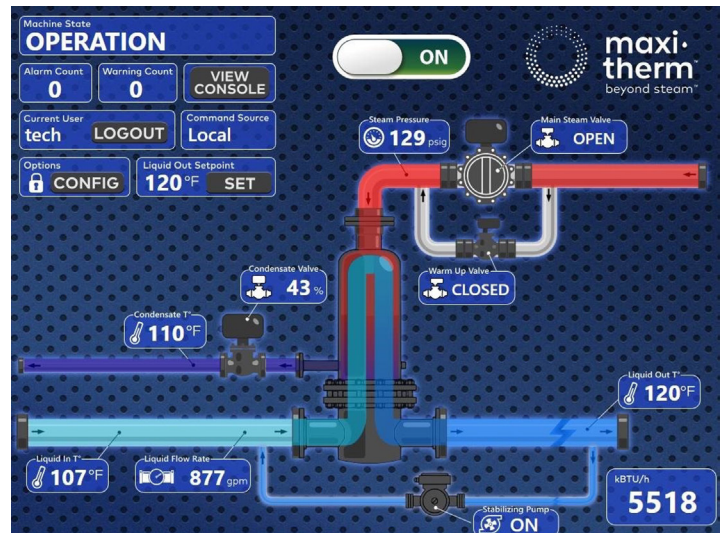 Machine State
OPERATION
ON
maxi·
therm™
beyond steam™
Alarm Count
0
Warning Count
0
VIEW
CONSOLE
Current User
tech
LOGOUT
Command Source
Local
Options
CONFIG
Liquid Out Setpoint
120°F
SET
Steam Pressure
129 psig
Main Steam Valve
OPEN
Condensate Valve
43 %
Warm Up Valve
CLOSED
Condensate T°
110°F
Liquid Out T°
120°F
Liquid In T°
107°F
Liquid Flow Rate
877 gpm
Stabilizing Pump
ON
kBTU/h
5518